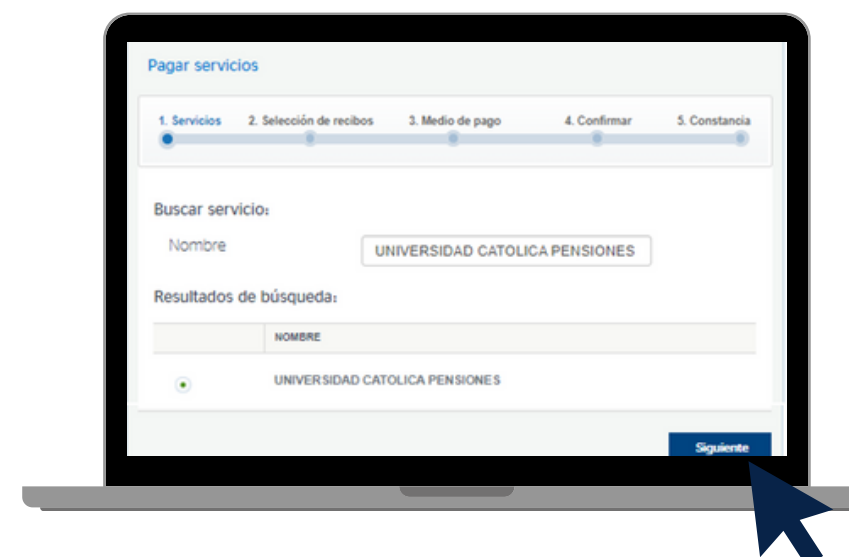 Pagar servicios
1. Servicios 2. Selección de recibos 3. Medio de pago 4. Confirmar 5. Constancia
Buscar servicio:
Nombre UNIVERSIDAD CATOLICA PENSIONES
Resultados de búsqueda:
NOMBRE
UNIVERSIDAD CATOLICA PENSIONES
Siguiente